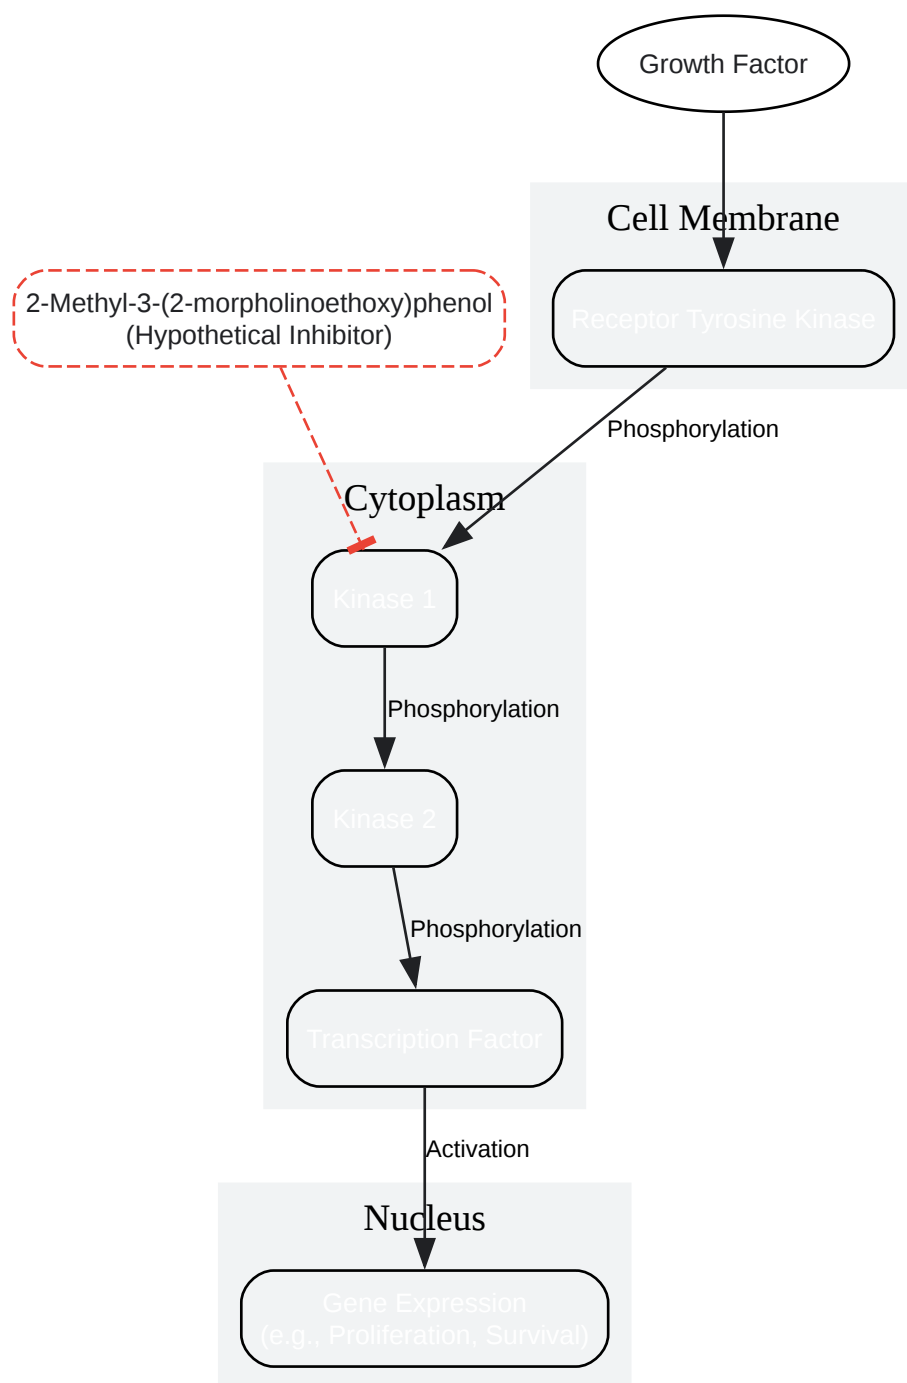 Growth Factor
Cell Membrane
2-Methyl-3-(2-morpholinoethoxy)phenol
(Hypothetical Inhibitor)
Receptor Tyrosine Kinase
Phosphorylation
Cytoplasm
Kinase 1
Phosphorylation
Kinase 2
Phosphorylation
Transcription Factor
Activation
Nucleus
Gene Expression
(e.g., Proliferation, Survival)